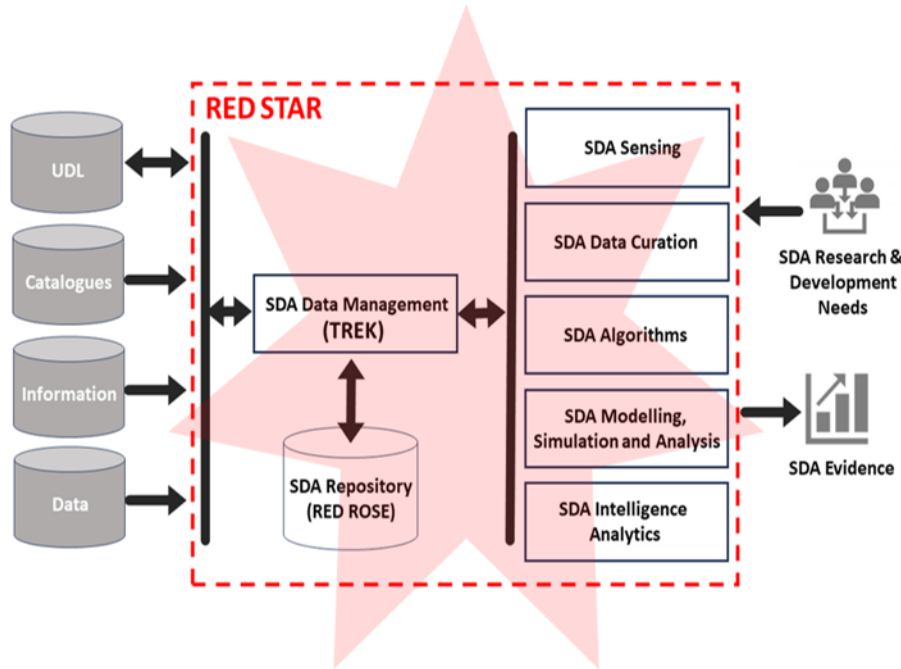 RED STAR
UDL
Catalogues
Information
Data
SDA Data Management
(TREK)
SDA Repository
(RED ROSE)
SDA Sensing
SDA Data Curation
SDA Algorithms
SDA Modelling,
Simulation and Analysis
SDA Intelligence
Analytics
SDA Research &
Development
Needs
SDA Evidence